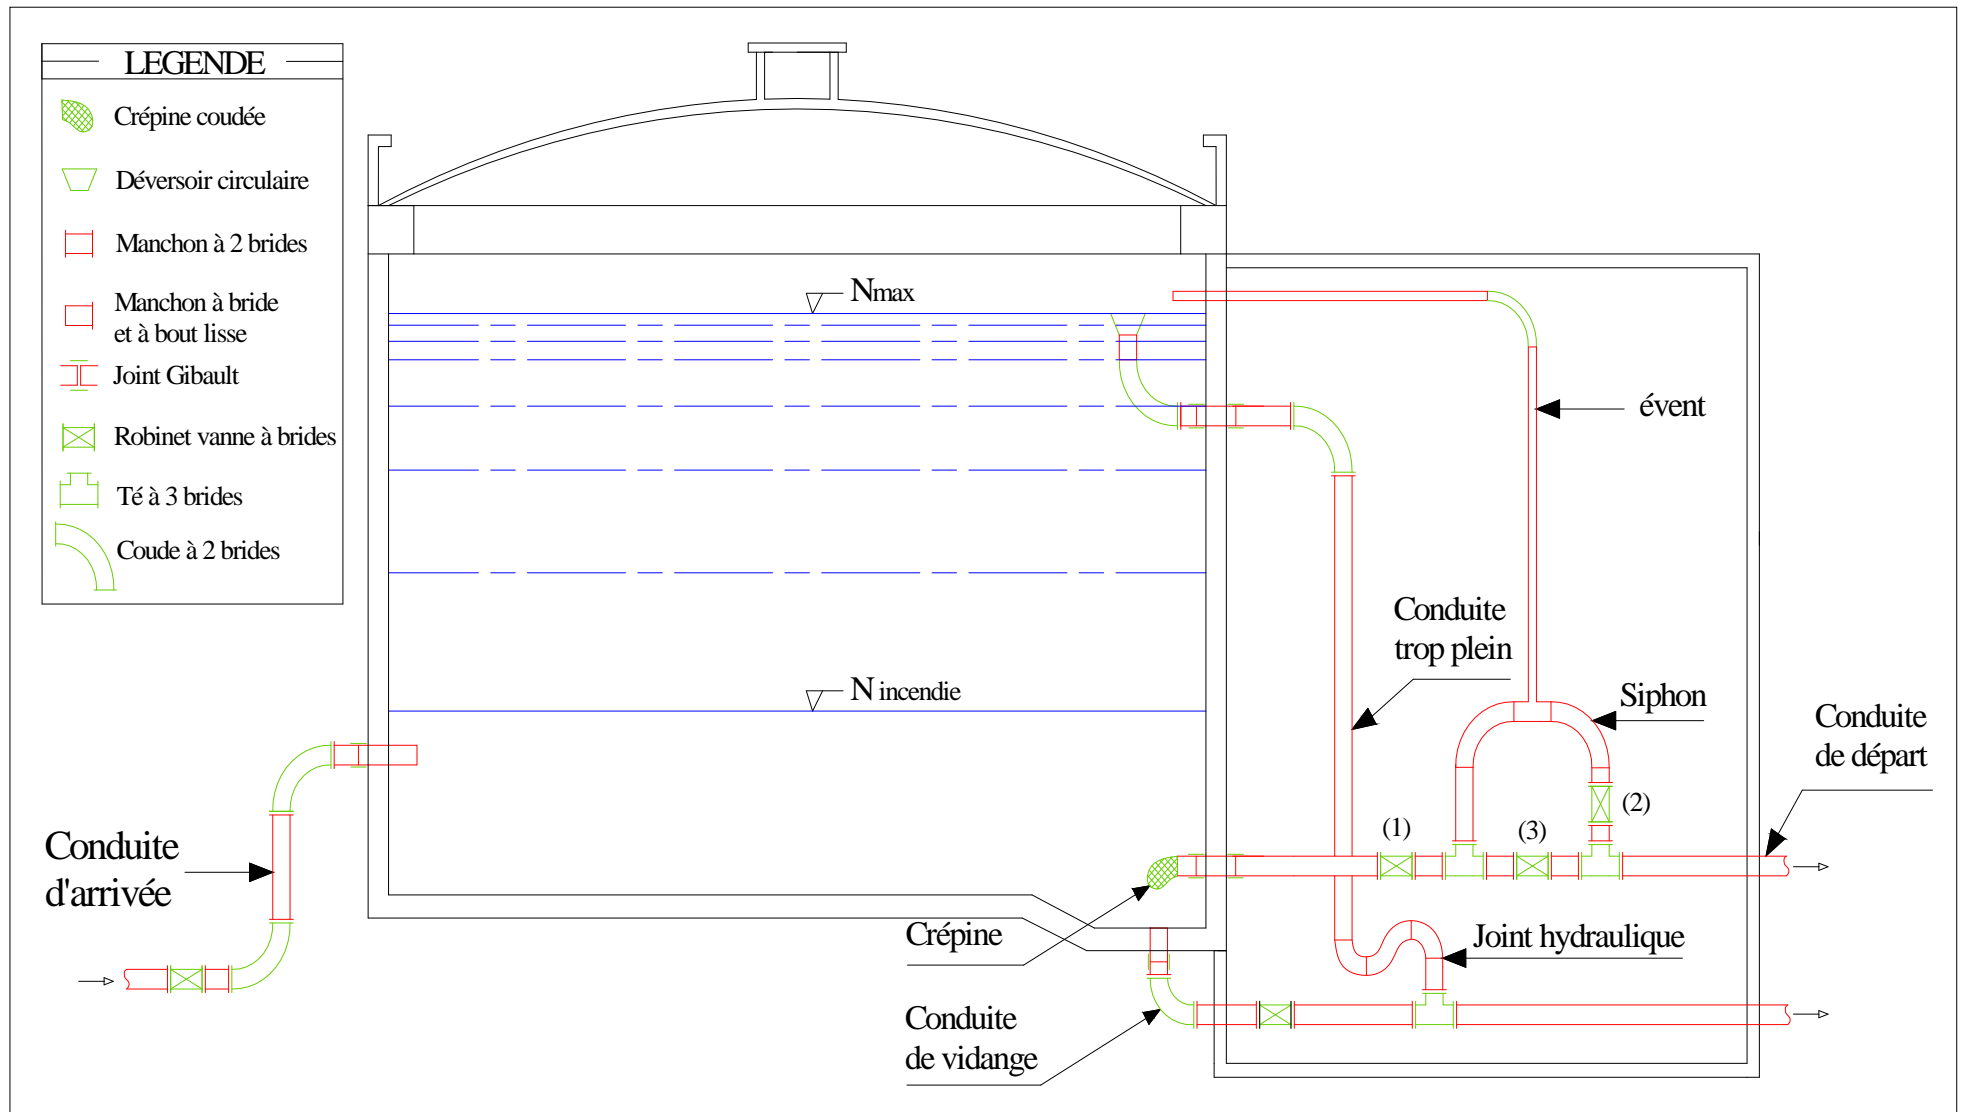 LEGENDE
Crépine coudée
Déversoir circulaire
Manchon à 2 brides
Manchon à bride
et à bout lisse
Joint Gibault
Robinet vanne à brides
Té à 3 brides
Coude à 2 brides
Nmax
évent
Conduite
trop plein
N incendie
Siphon
Conduite
de départ
(2)
(1)
(3)
Conduite
d'arrivée
Crépine
Joint hydraulique
Conduite
de vidange